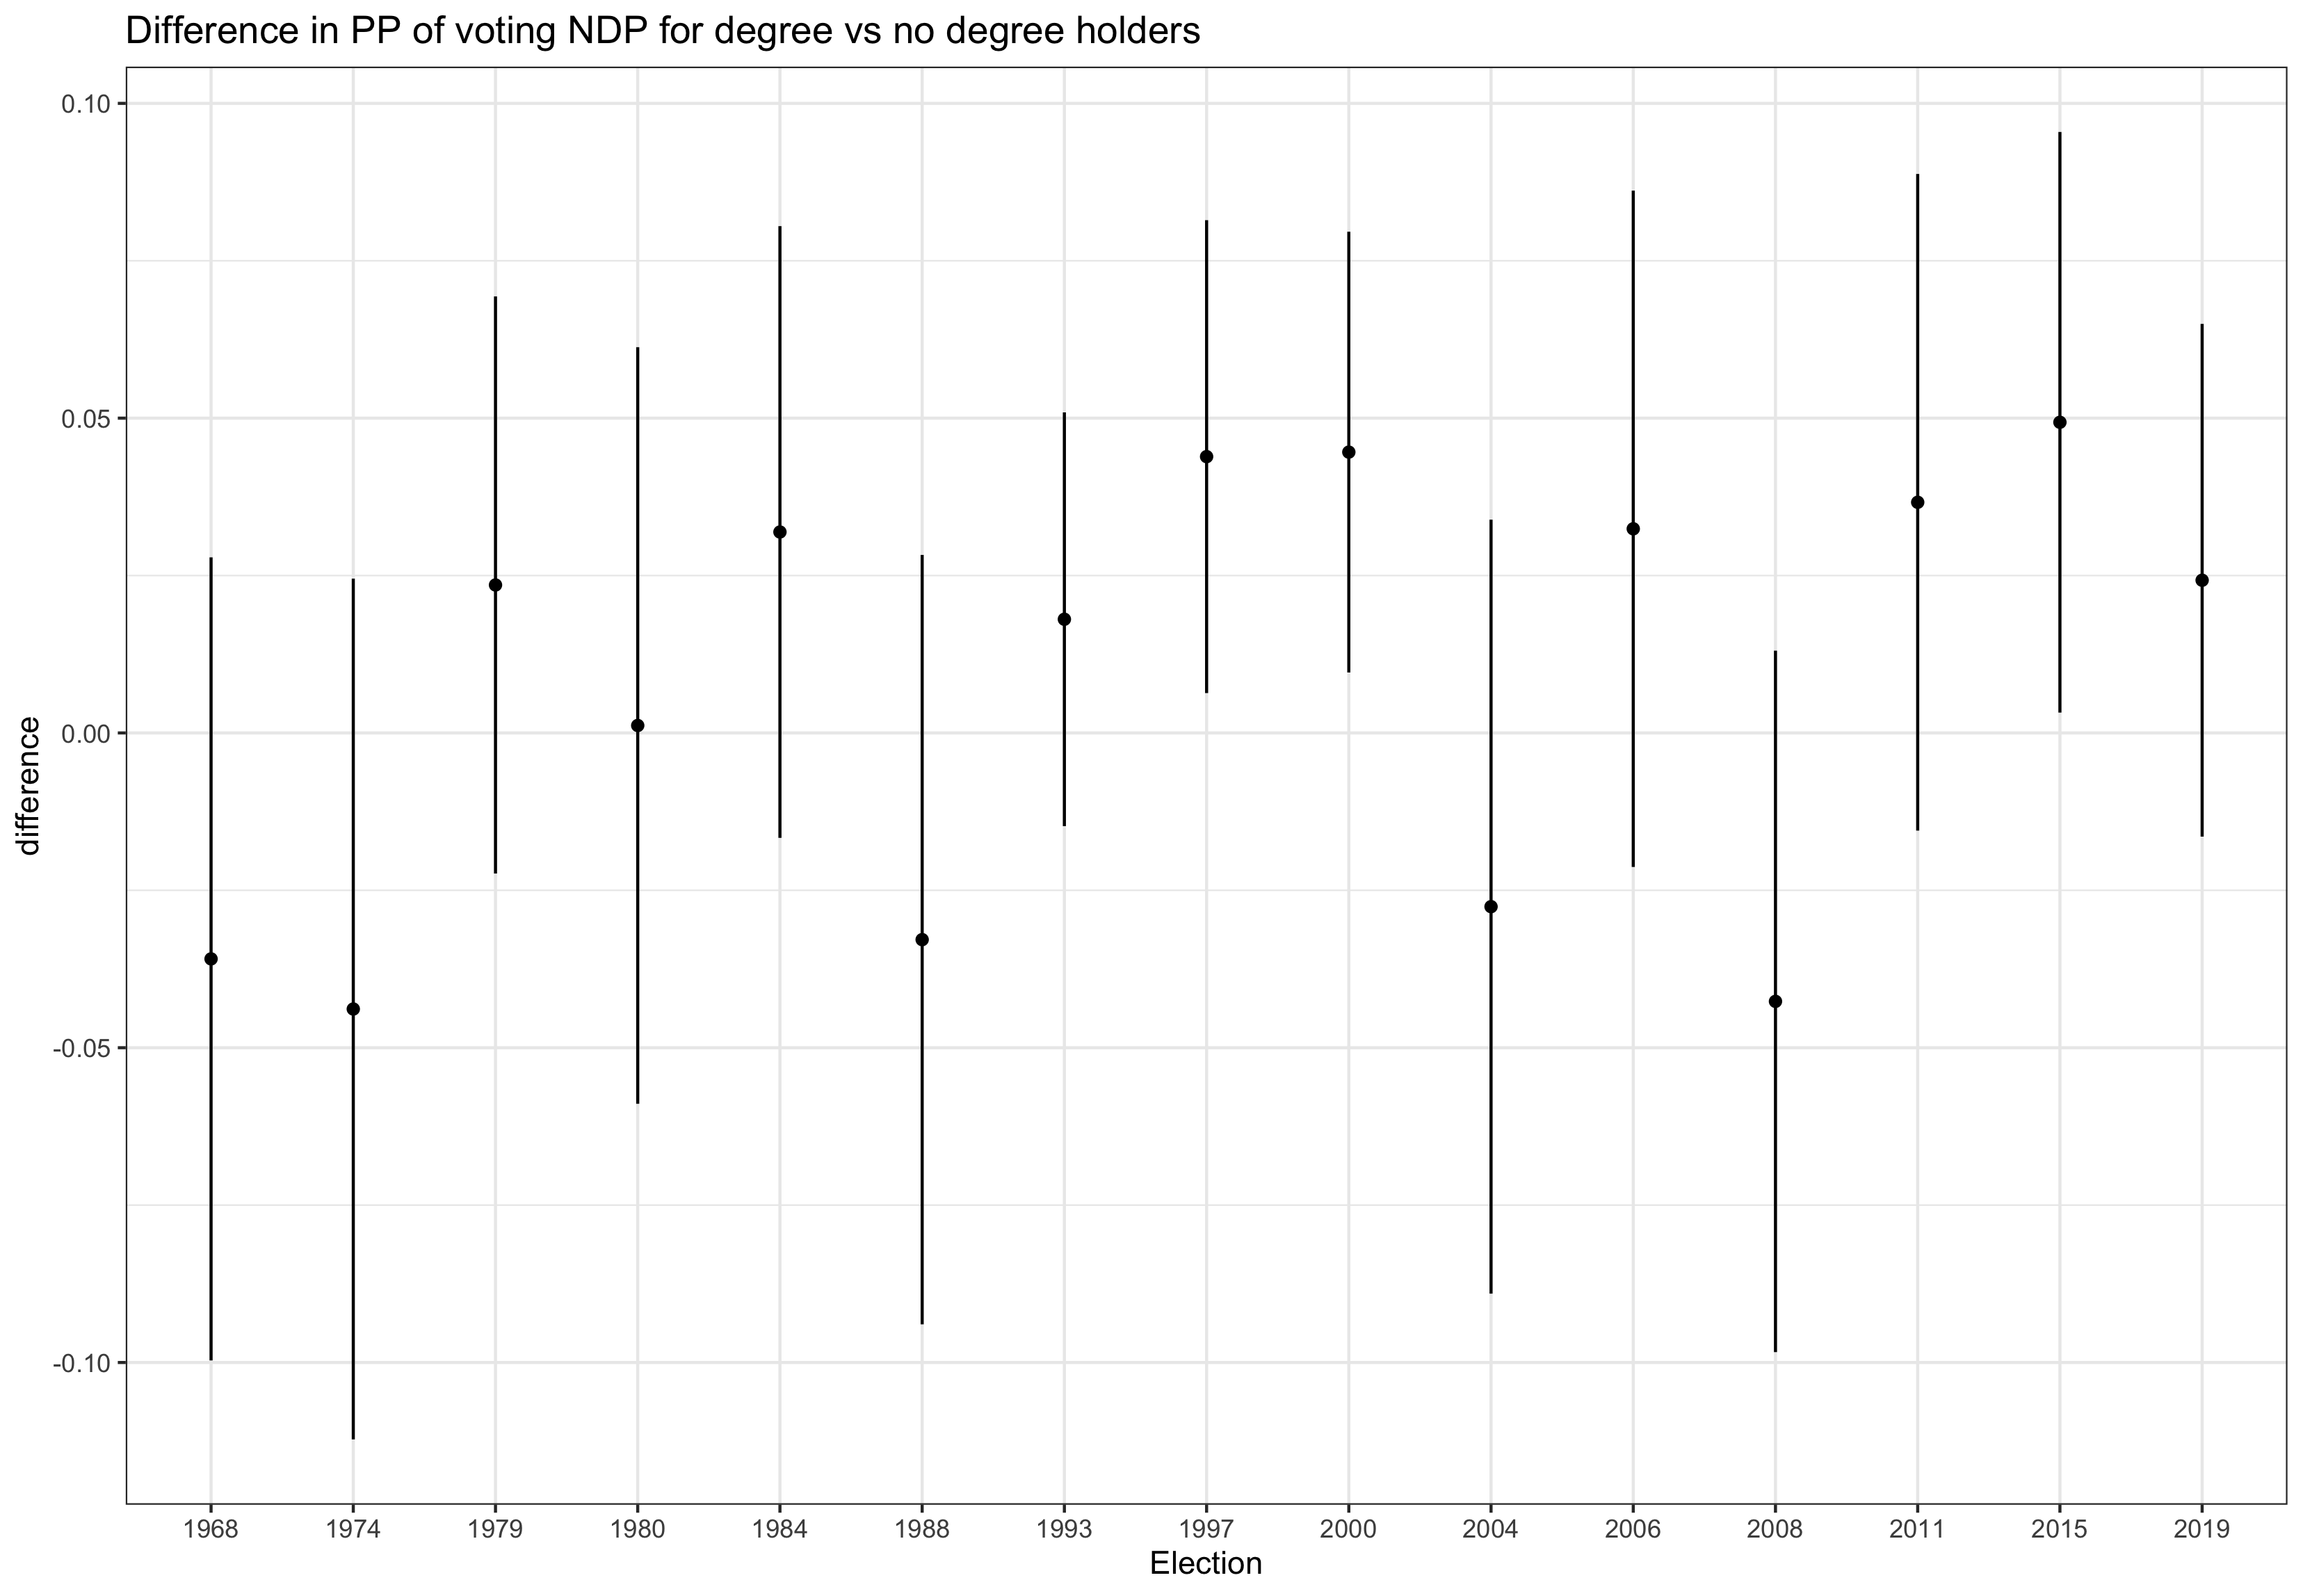 Difference in PP of voting NDP for degree vs no degree holders
0.10
0.05
0.00
-0.05
-0.10
difference
1968 1974 1979 1980 1984 1988 1993 1997 2000 2004 2006 2008 2011 2015 2019
Election